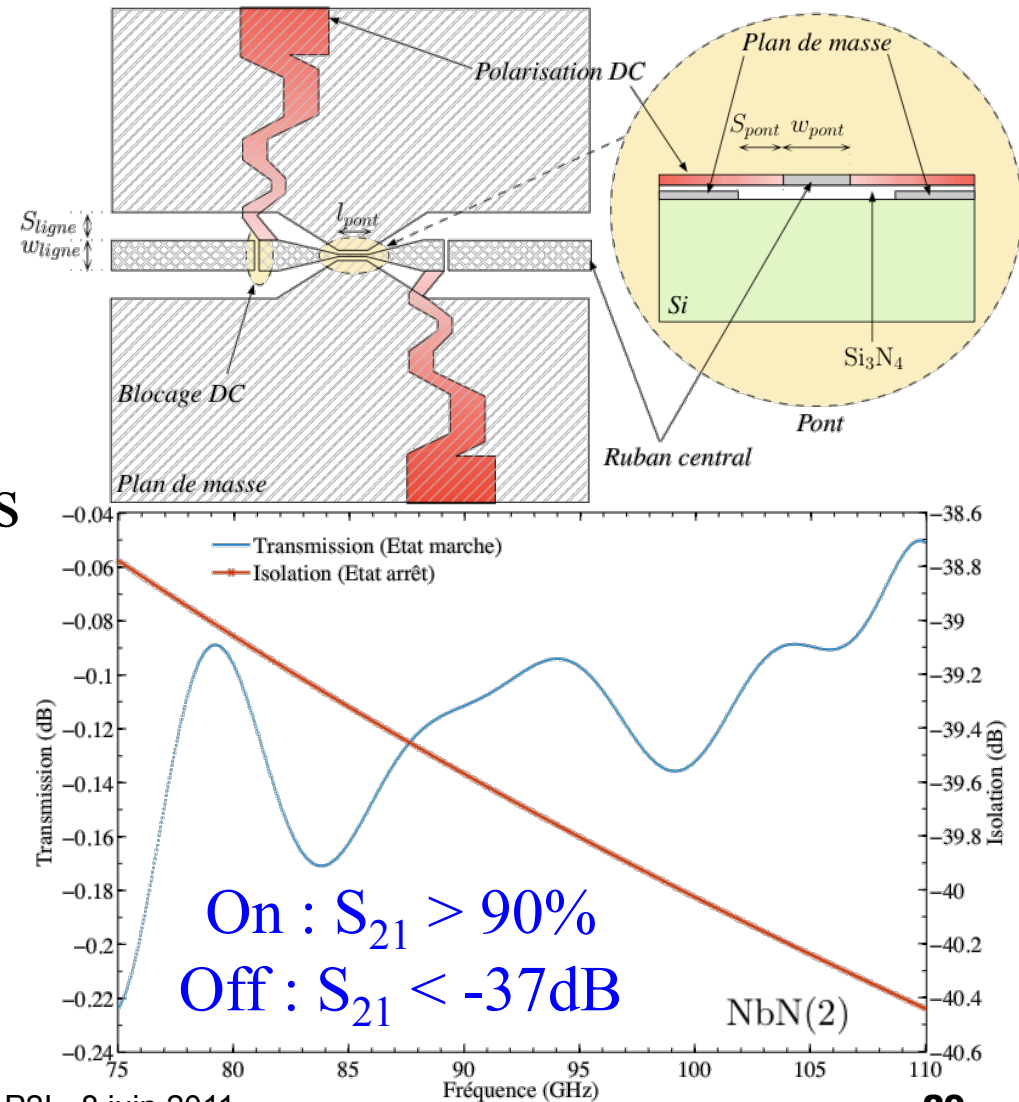 Polarisation DC
Plan de masse
S_pont w_pont
S_ligne
w_ligne
l_pont
Si
Si₃N₄
Blocage DC
Pont
Ruban central
Plan de masse
s
−0.04
−0.06
−0.08
−0.1
−0.12
−0.14
−0.16
−0.18
−0.2
−0.22
−0.24
Transmission (dB)
Transmission (Etat marche)
Isolation (Etat arrêt)
−38.6
−38.8
−39
−39.2
−39.4
−39.6
−39.8
−40
−40.2
−40.4
−40.6
Isolation (dB)
On : S₂₁ > 90%
Off : S₂₁ < -37dB
NbN(2)
75 80 85 90 95 100 105 110
Fréquence (GHz)